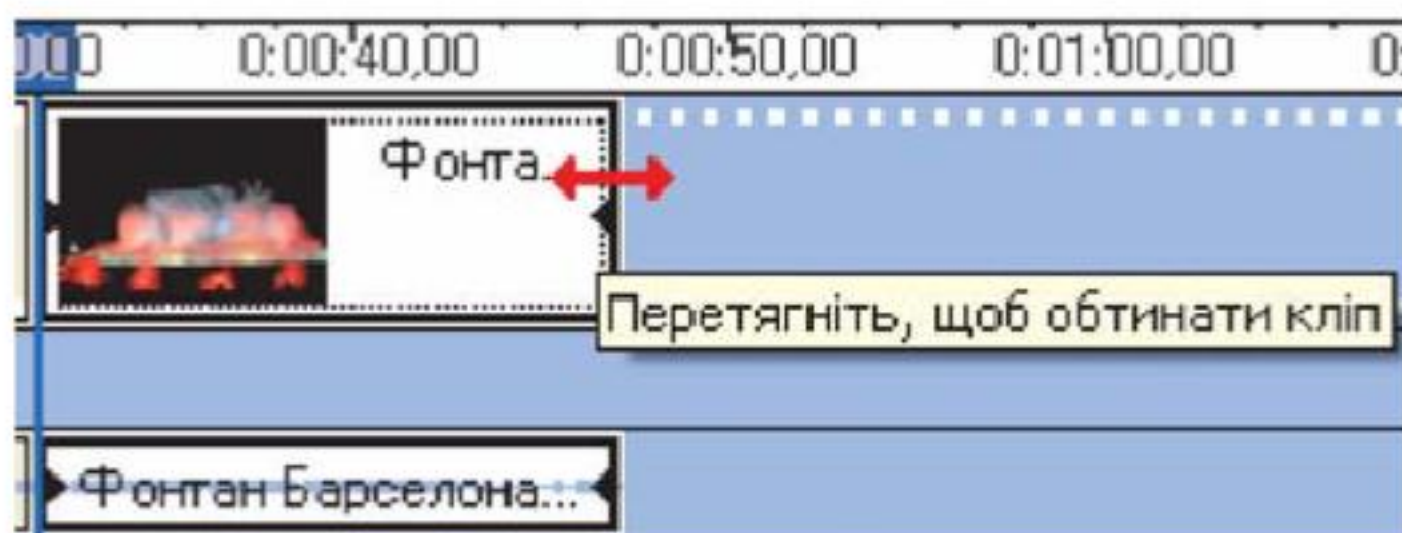 0:00:40,00 0:00:50,00 0:01:00,00
Фонта...
Перетягніть, щоб обтинати кліп
Фонтан Барселона...